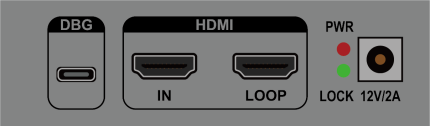 DBG
HDMI
IN
LOOP
PWR
LOCK 12V/2A